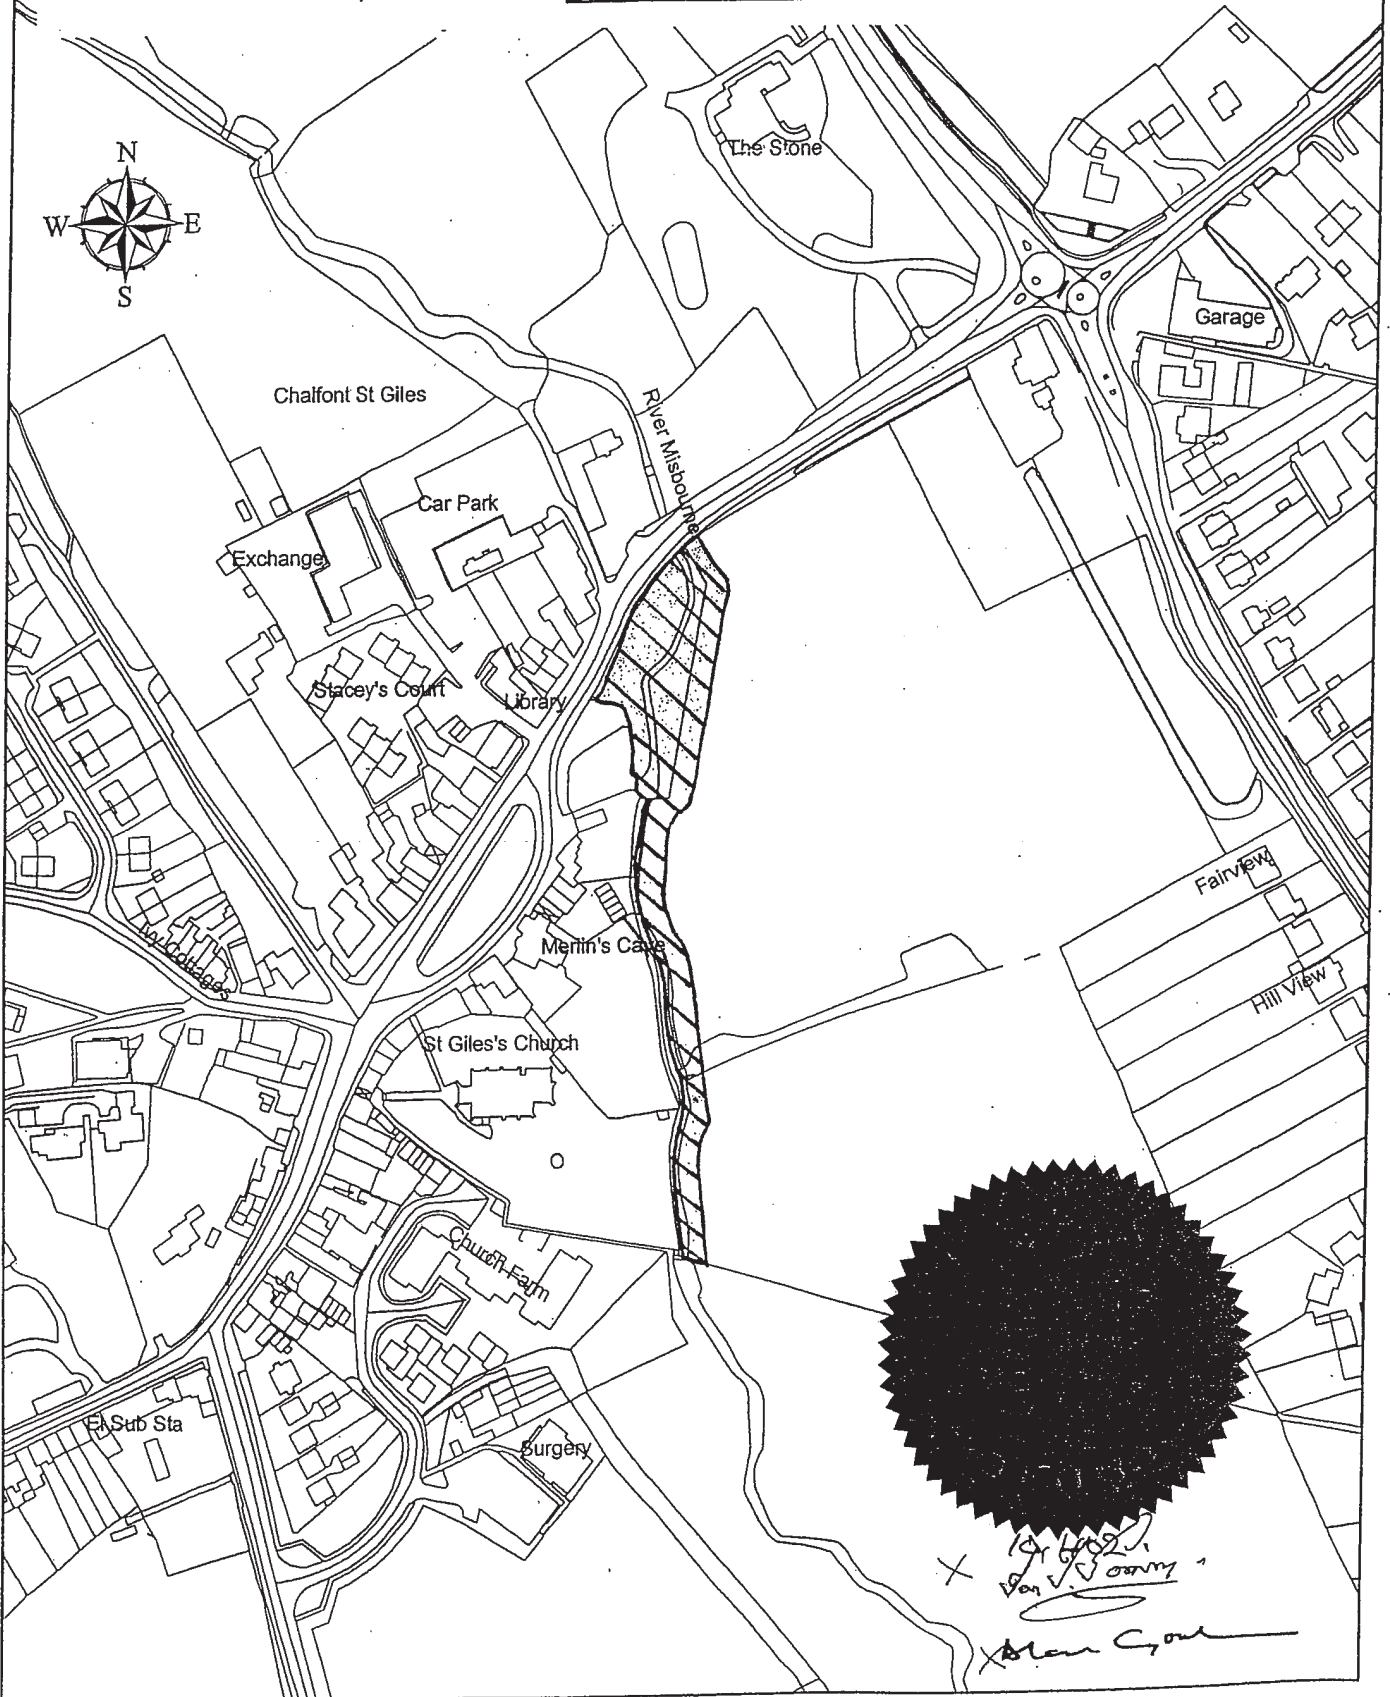 N
W E
S
The Stone
Garage
Chalfont St Giles
River Misbourne
Car Park
Exchange
Stacey's Court
Library
Fairview
Ivy Cottages
Merlin's Cave
Hill View
St Giles's Church
Church Farm
El Sub Sta
Surgery